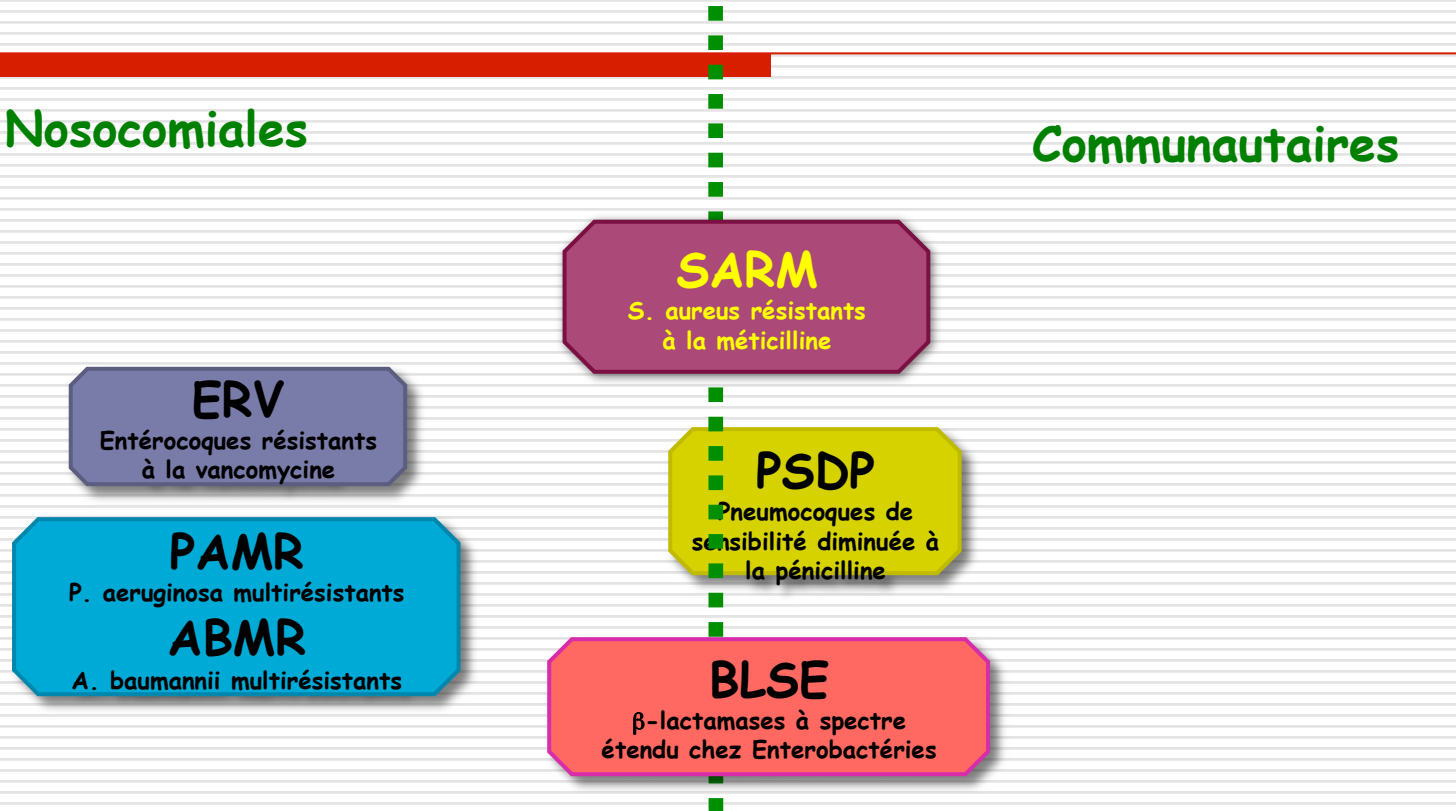 Nosocomiales
Communautaires
SARM
S. aureus résistants
à la méticilline
ERV
Entérocoques résistants
à la vancomycine
PSDP
Pneumocoques de
sensibilité diminuée à
la pénicilline
PAMR
P. aeruginosa multirésistants
ABMR
A. baumannii multirésistants
BLSE
β-lactamases à spectre
étendu chez Enterobactéries